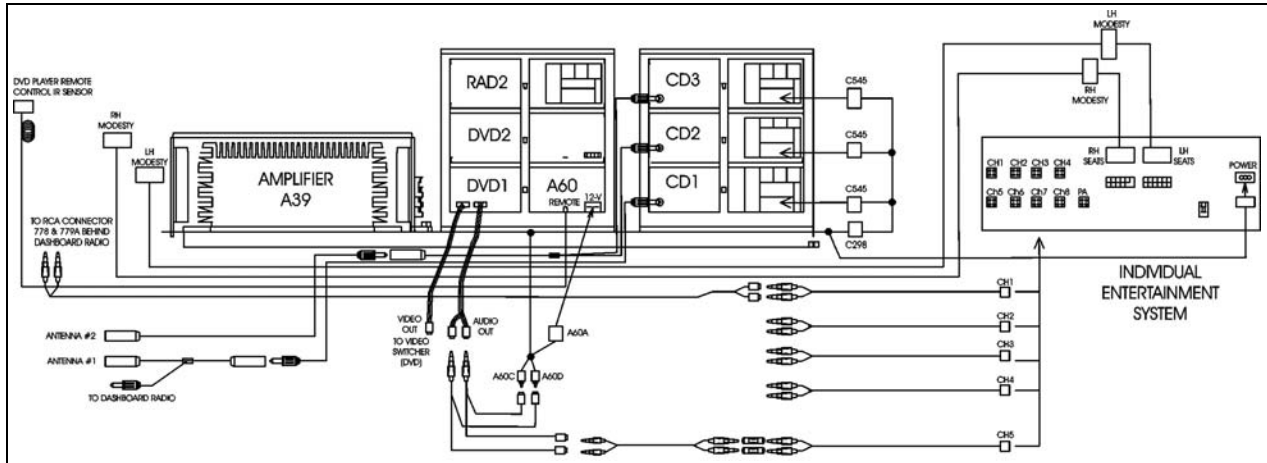 DVD PLAYER REMOTE
CONTROL IR SENSOR
RH
MODESTY
LH
MODESTY
AMPLIFIER
A39
TO RCA CONNECTOR
778 & 779A BEHIND
DASHBOARD RADIO
ANTENNA #2
ANTENNA #1
TO DASHBOARD RADIO
RAD2
DVD2
DVD1
A60
REMOTE
12-V
VIDEO
OUT
TO VIDEO
SWITCHER
(DVD)
AUDIO
OUT
A60A
A60C
A60D
CD3
CD2
CD1
C545
C545
C545
C298
LH
MODESTY
RH
MODESTY
RH
SEATS
LH
SEATS
POWER
CH1
CH2
CH3
CH4
Ch5
Ch6
Ch7
Ch8
PA
INDIVIDUAL
ENTERTAINMENT
SYSTEM
CH1
CH2
CH3
CH4
CH5